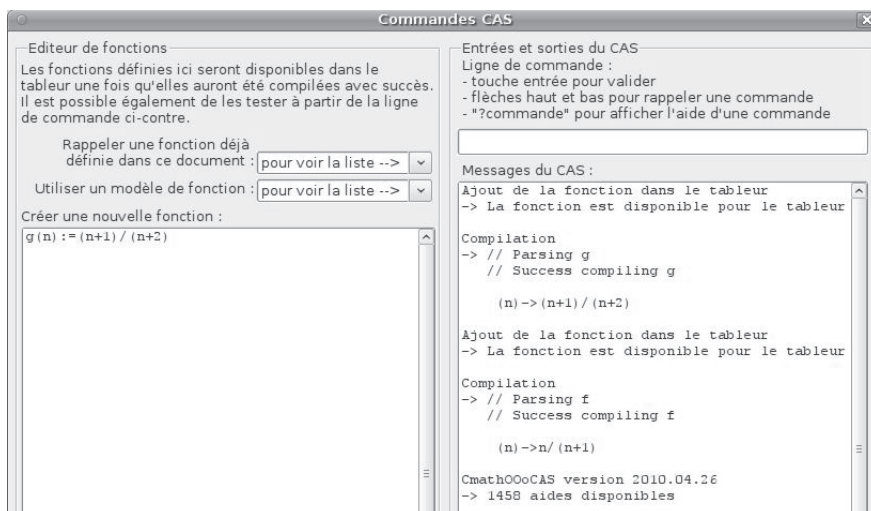 Commandes CAS
Editeur de fonctions
Les fonctions définies ici seront disponibles dans le
tableur une fois qu'elles auront été compilées avec succès.
Il est possible également de les tester à partir de la ligne
de commande ci-contre.
Rappeler une fonction déjà
définie dans ce document : pour voir la liste -->
Utiliser un modèle de fonction : pour voir la liste -->
Créer une nouvelle fonction :
g(n):=(n+1)/(n+2)
Entrées et sorties du CAS
Ligne de commande :
- touche entrée pour valider
- flèches haut et bas pour rappeler une commande
- "?commande" pour afficher l'aide d'une commande
Messages du CAS :
Ajout de la fonction dans le tableur
-> La fonction est disponible pour le tableur
Compilation
-> // Parsing g
// Success compiling g
(n)->(n+1)/(n+2)
Ajout de la fonction dans le tableur
-> La fonction est disponible pour le tableur
Compilation
-> // Parsing f
// Success compiling f
(n)->n/(n+1)
CmathOOoCAS version 2010.04.26
-> 1458 aides disponibles